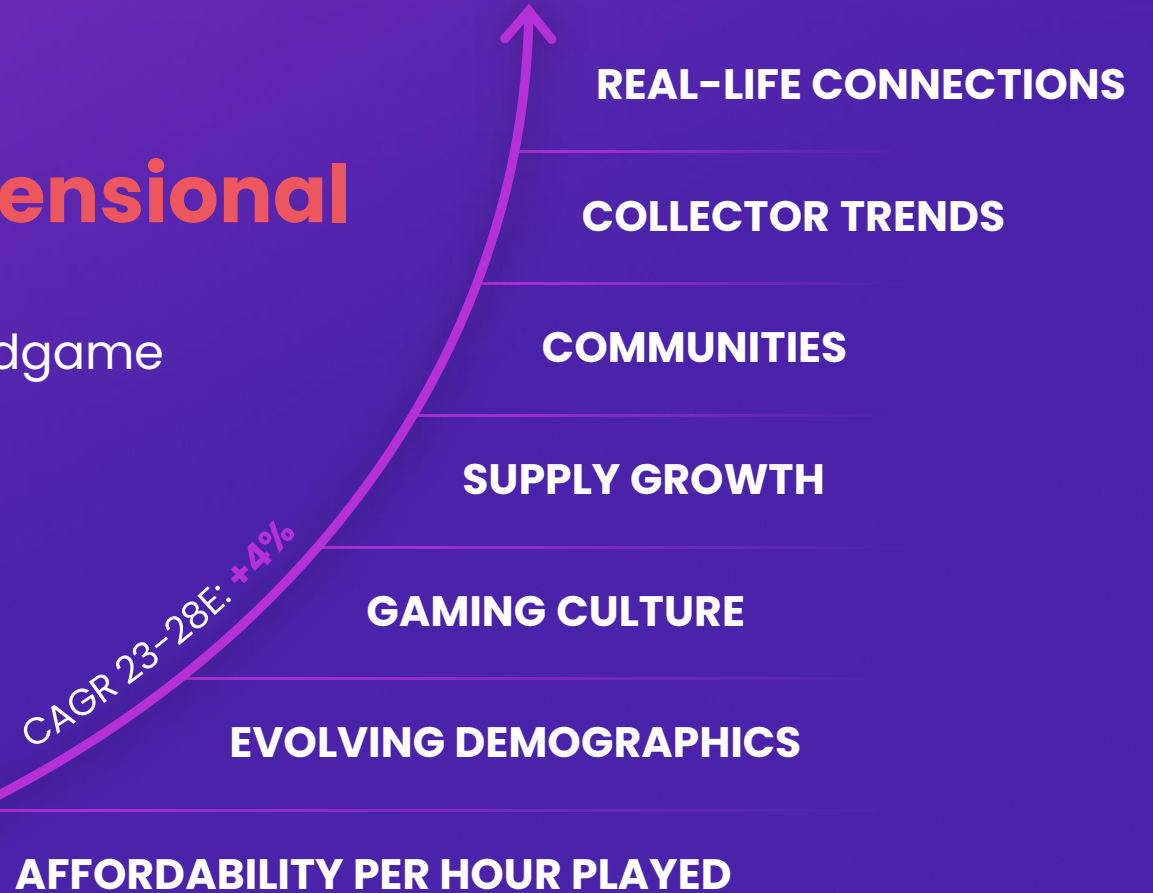 REAL-LIFE CONNECTIONS
ensional
COLLECTOR TRENDS
dgame
COMMUNITIES
SUPPLY GROWTH
CAGR 23-28E: +4%
GAMING CULTURE
EVOLVING DEMOGRAPHICS
AFFORDABILITY PER HOUR PLAYED